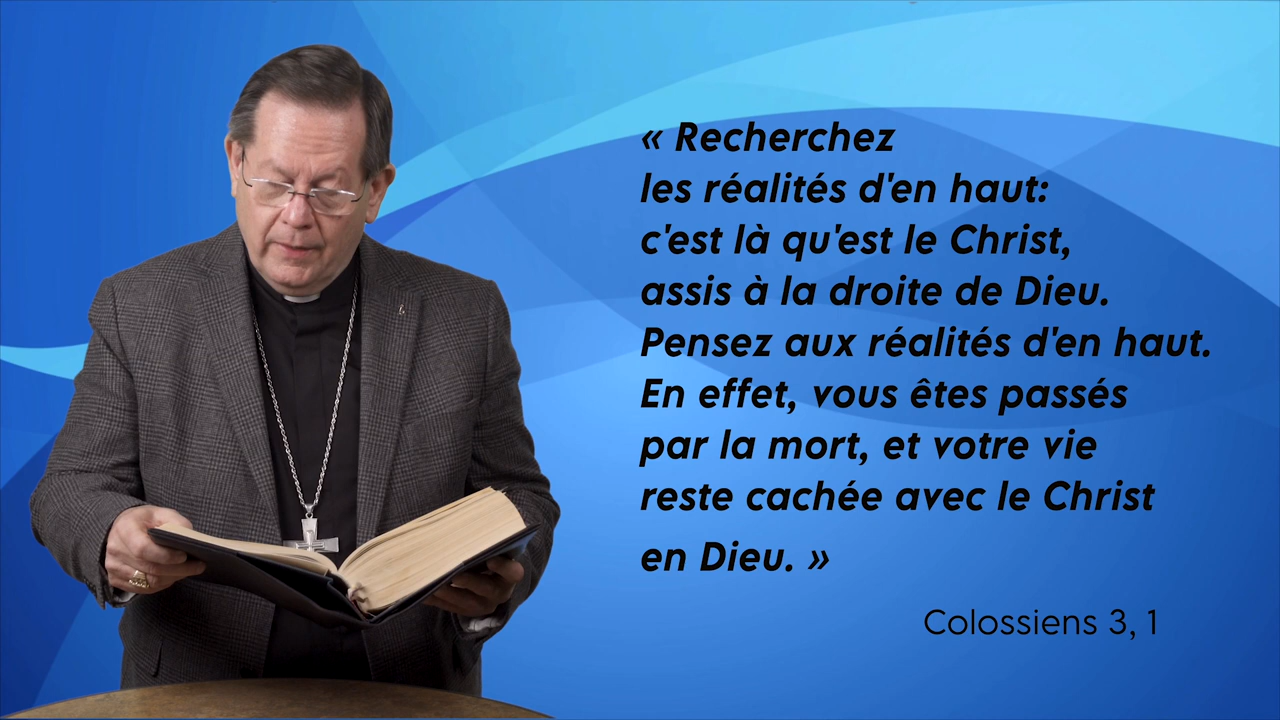 « Recherchez
les réalités d'en haut:
c'est là qu'est le Christ,
assis à la droite de Dieu.
Pensez aux réalités d'en haut.
En effet, vous êtes passés
par la mort, et votre vie
reste cachée avec le Christ
en Dieu. »
Colossiens 3, 1